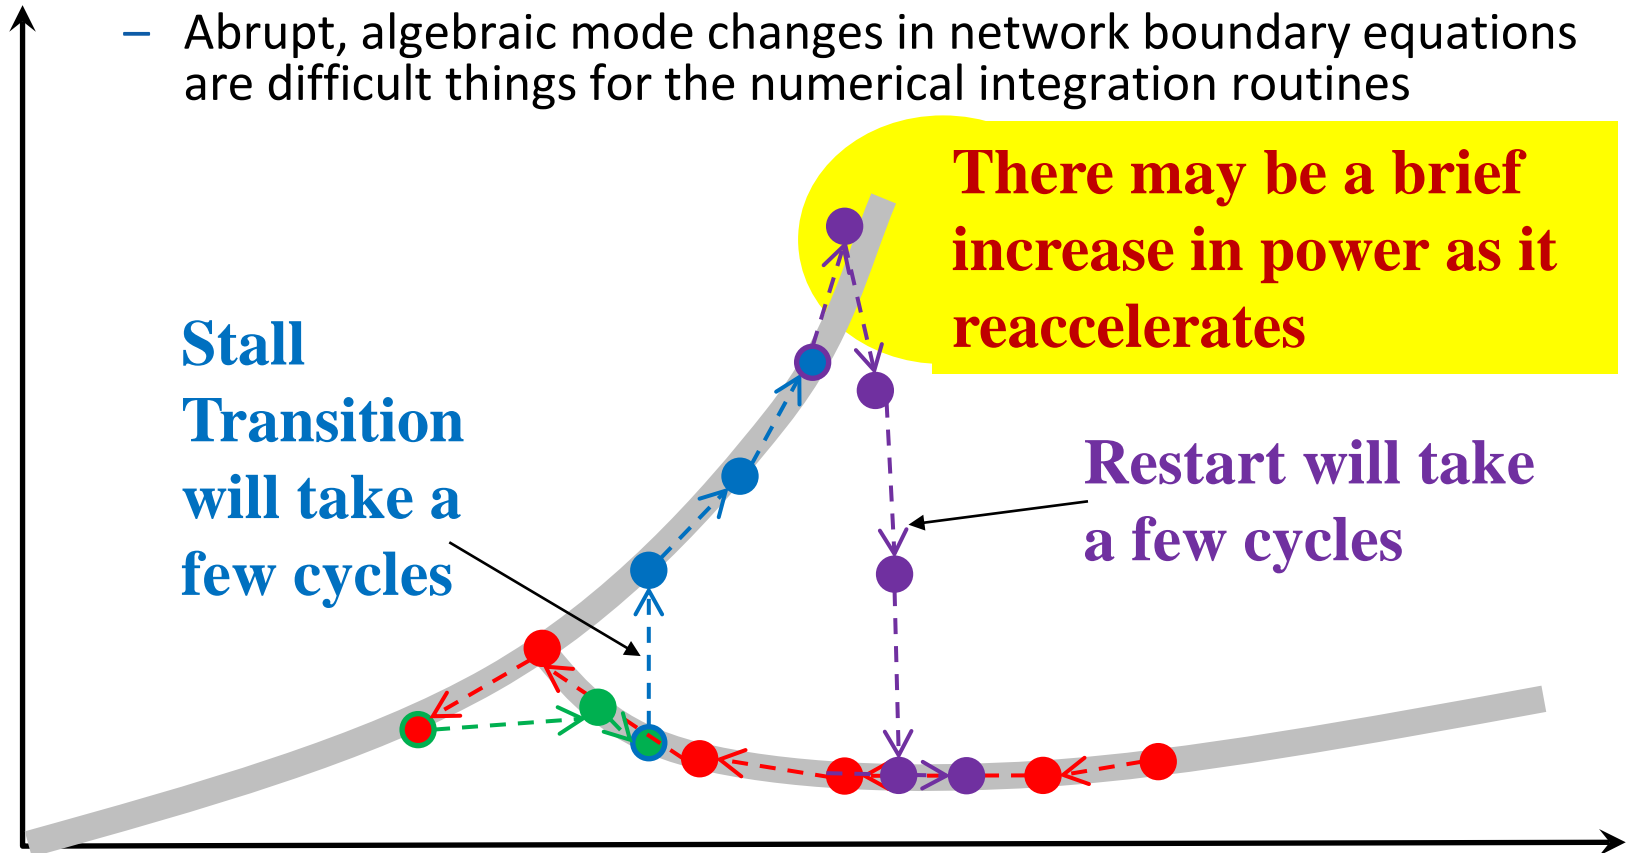 – Abrupt, algebraic mode changes in network boundary equations
are difficult things for the numerical integration routines
There may be a brief
increase in power as it
reaccelerates
Stall
Transition
will take a
few cycles
Restart will take
a few cycles